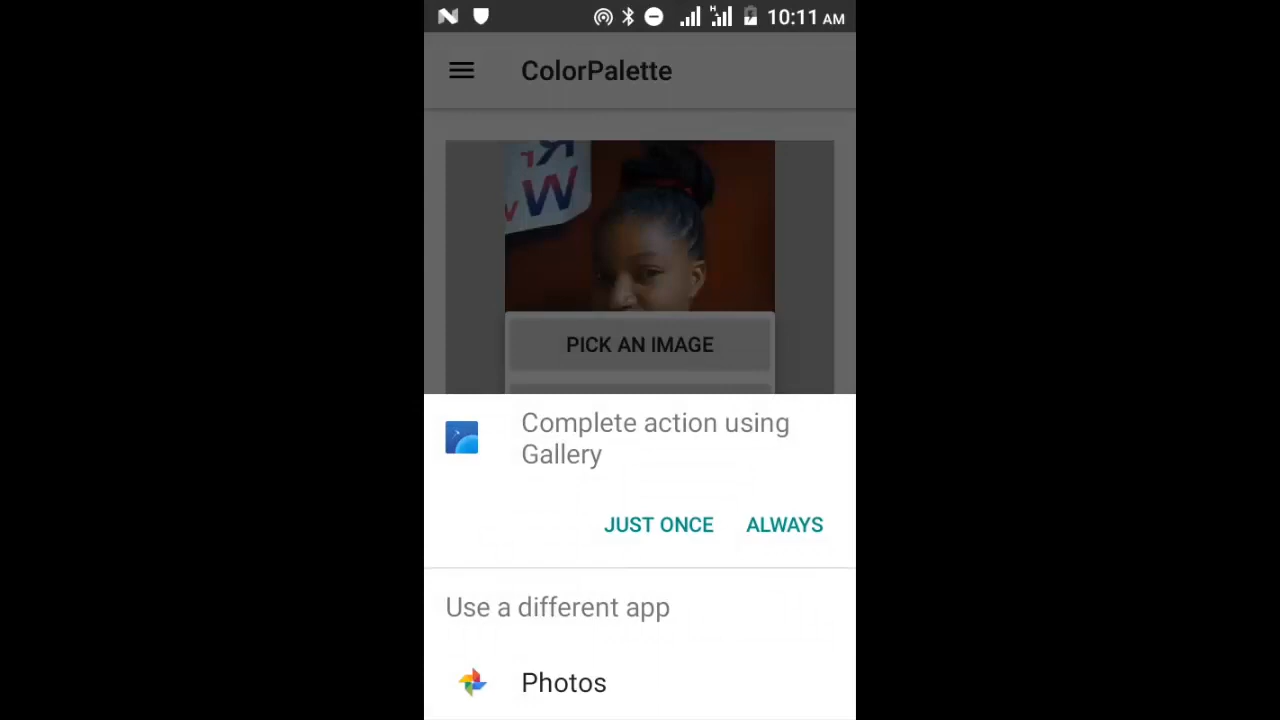 H
10:11 AM
ColorPalette
W
W
PICK AN IMAGE
Complete action using
Gallery
JUST ONCE
ALWAYS
Use a different app
Photos